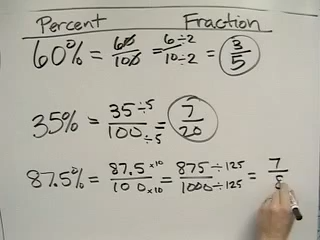 Percent Fraction
60% = 60/100 = 6÷2/10÷2 = 3/5
35% = 35÷5/100÷5 = 7/20
87.5% = 87.5×10/100×10 = 875÷125/1000÷125 = 7/8